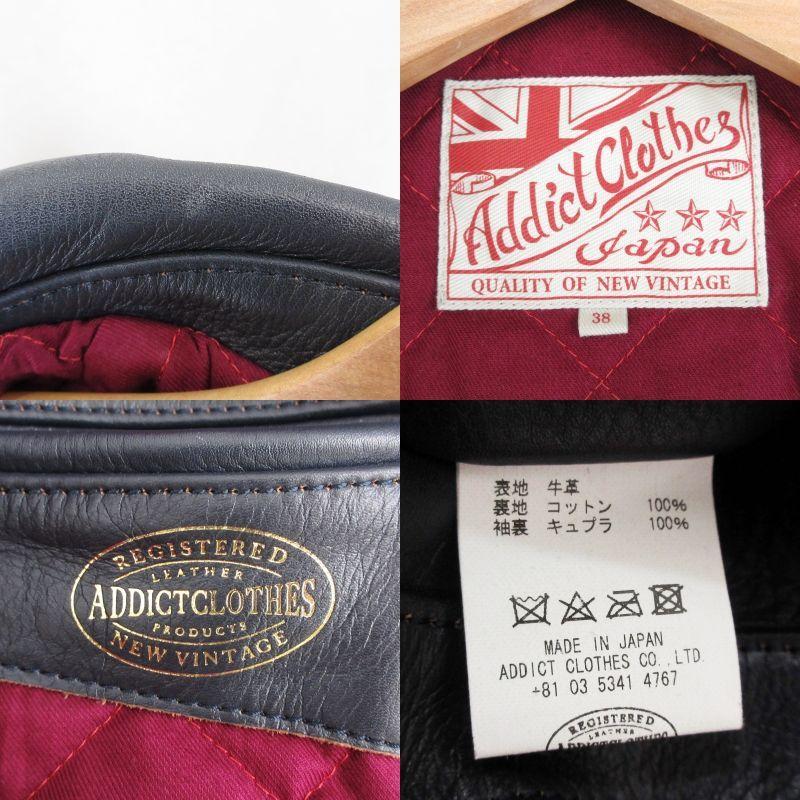 Addict Clothes
Japan
QUALITY OF NEW VINTAGE
38
REGISTERED
LEATHER
ADDICTCLOTHES
PRODUCTS
NEW VINTAGE
表地 牛革
裏地 コットン 100%
袖裏 キュプラ 100%
MADE IN JAPAN
ADDICT CLOTHES CO.,LTD.
+81 03 5341 4767
REGISTERED
LEATHER
ADDICTCLOTHES